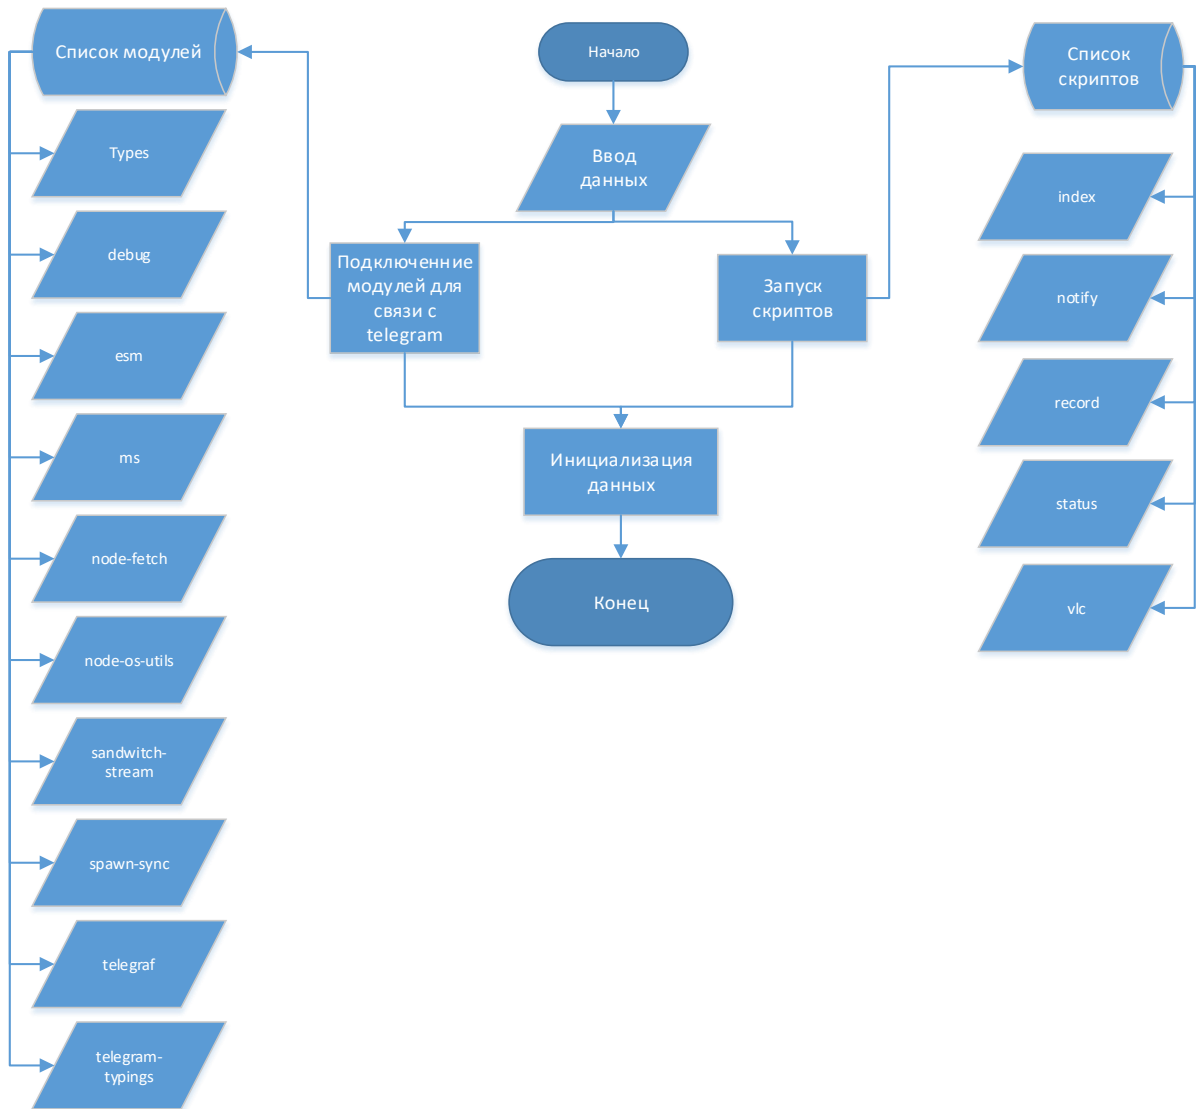 Список модулей
Types
debug
esm
ms
node-fetch
node-os-utils
sandwitch-
stream
spawn-sync
telegraf
telegram-
typings
Начало
Ввод
данных
Подключенние
модулей для
связи с
telegram
Запуск
скриптов
Инициализация
данных
Конец
Список
скриптов
index
notify
record
status
vlc